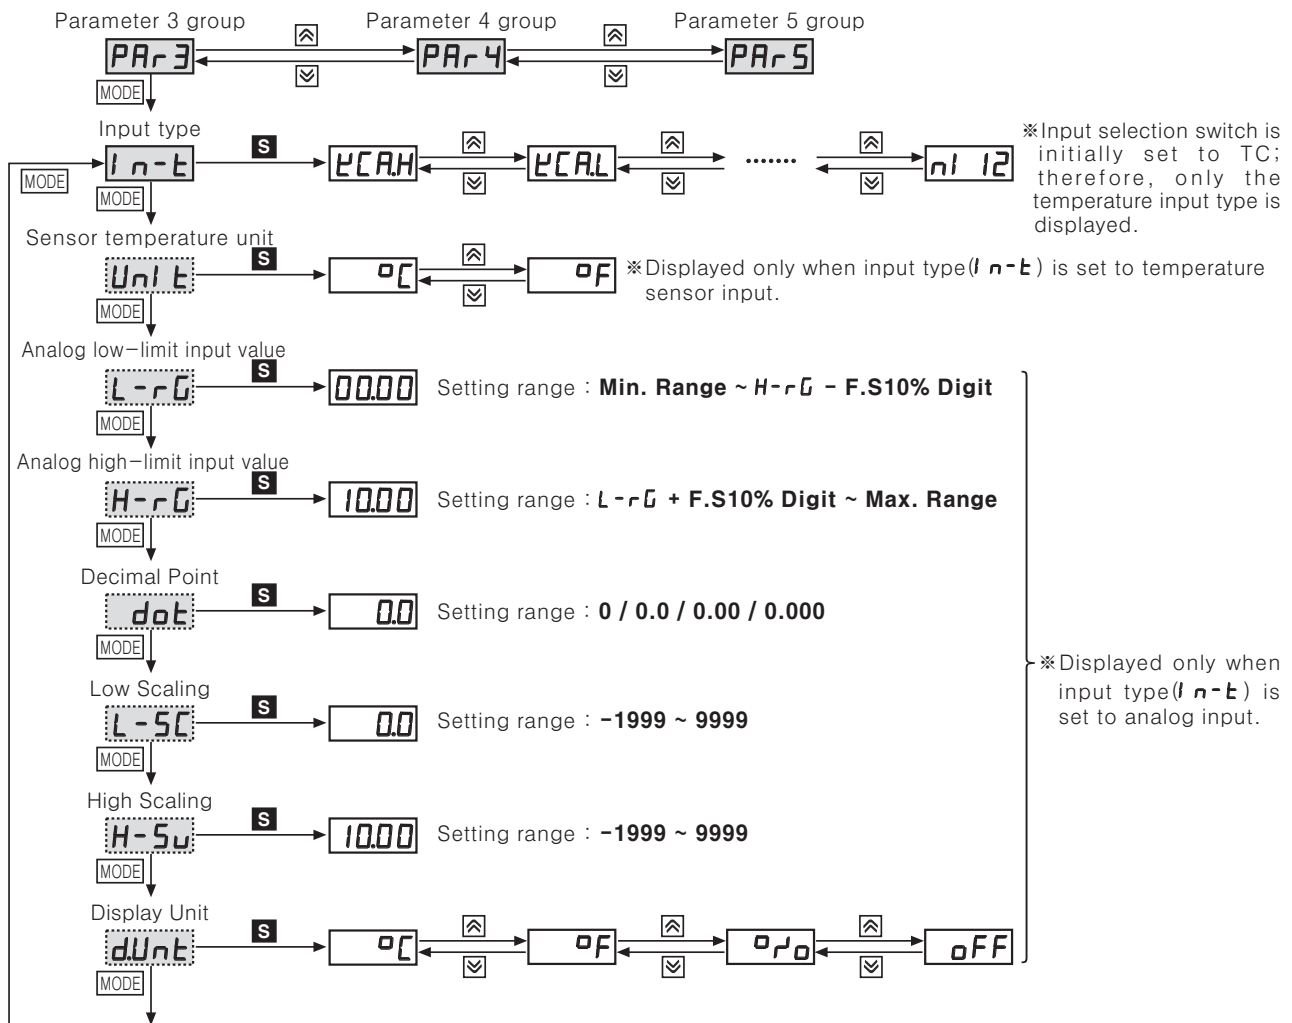 Parameter 3 group Parameter 4 group Parameter 5 group
PAr3 PAr4 PAr5
MODE
Input type
In-t S KCA.H KCA.L ······· nI 12
MODE
MODE
※Input selection switch is
initially set to TC;
therefore, only the
temperature input type is
displayed.
Sensor temperature unit
UnIt S °C °F ※Displayed only when input type(In-t) is set to temperature
sensor input.
MODE
Analog low-limit input value
L-rG S 00.00 Setting range : Min. Range ~ H-rG - F.S10% Digit
MODE
Analog high-limit input value
H-rG S 10.00 Setting range : L-rG + F.S10% Digit ~ Max. Range
MODE
Decimal Point
dot S 0.0 Setting range : 0 / 0.0 / 0.00 / 0.000
MODE
Low Scaling
L-SC S 0.0 Setting range : -1999 ~ 9999
MODE
※Displayed only when
input type(In-t) is
set to analog input.
High Scaling
H-Su S 10.00 Setting range : -1999 ~ 9999
MODE
Display Unit
d.Unt S °C °F o/o oFF
MODE